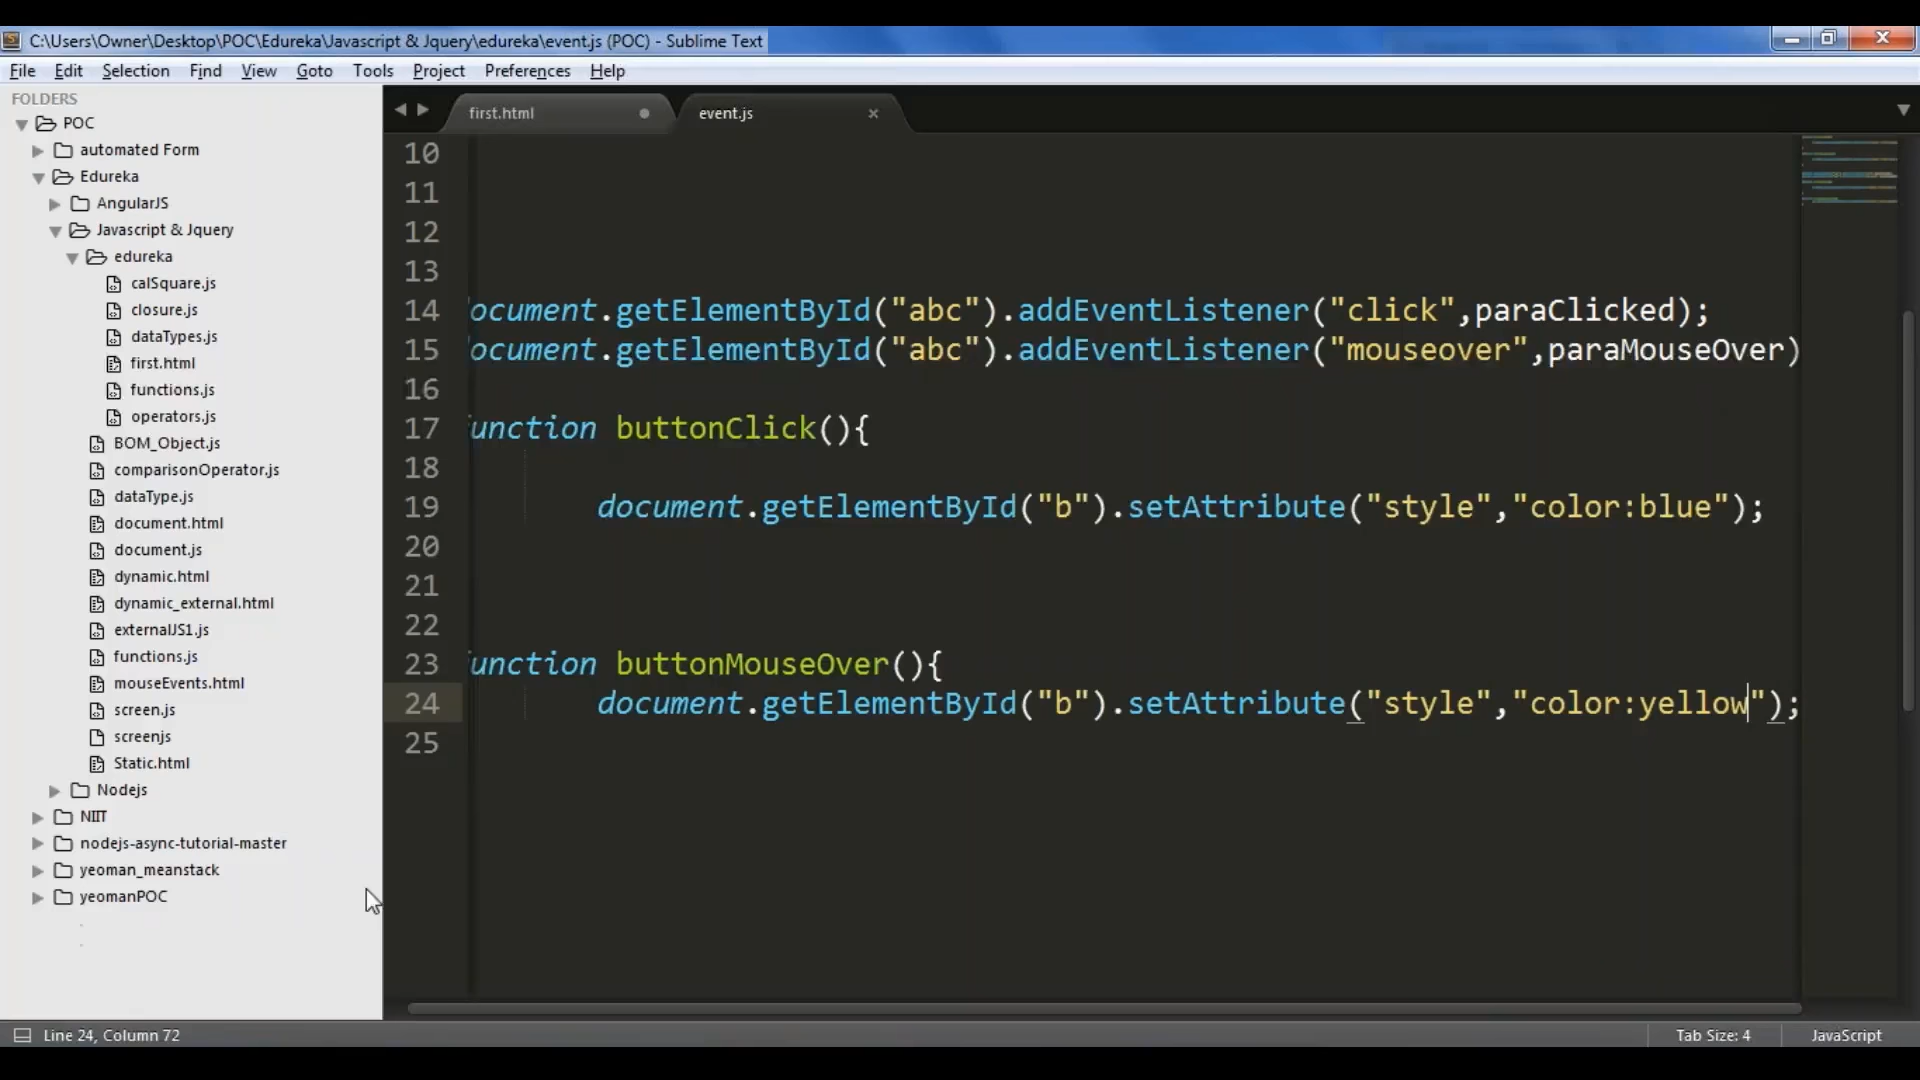 C:\Users\Owner\Desktop\POC\Edureka\Javascript & Jquery\edureka\event.js (POC) - Sublime Text
File Edit Selection Find View Goto Tools Project Preferences Help
FOLDERS
POC
automated Form
Edureka
AngularJS
Javascript & Jquery
edureka
calSquare.js
closure.js
dataTypes.js
first.html
functions.js
operators.js
BOM_Object.js
comparisonOperator.js
dataType.js
document.html
document.js
dynamic.html
dynamic_external.html
externalJS1.js
functions.js
mouseEvents.html
screen.js
screenjs
Static.html
Nodejs
NIIT
nodejs-async-tutorial-master
yeoman_meanstack
yeomanPOC
first.html event.js
10
11
12
13
14 ocument.getElementById("abc").addEventListener("click",paraClicked);
15 ocument.getElementById("abc").addEventListener("mouseover",paraMouseOver)
16
17 unction buttonClick(){
18
19 document.getElementById("b").setAttribute("style","color:blue");
20
21
22
23 unction buttonMouseOver(){
24 document.getElementById("b").setAttribute("style","color:yellow");
25
Line 24, Column 72 Tab Size: 4 JavaScript